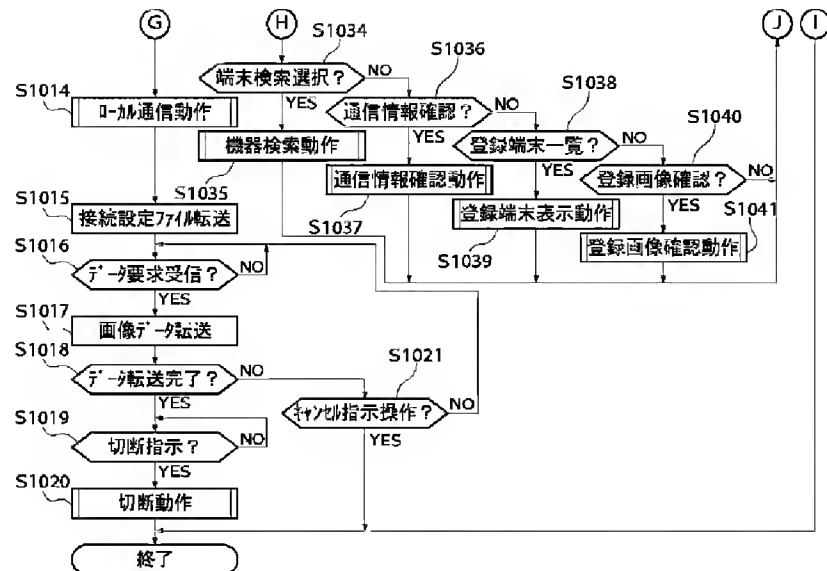 G
H
J
I
S1034
端末検索選択?
NO
YES
S1036
通信情報確認?
NO
YES
S1038
登録端末一覧?
NO
YES
S1040
登録画像確認?
NO
YES
S1014
ローカル通信動作
機器検索動作
S1035
通信情報確認動作
S1037
登録端末表示動作
S1039
登録画像確認動作
S1041
S1015
接続設定ファイル転送
S1016
データ要求受信?
NO
YES
S1017
画像データ転送
S1018
データ転送完了?
NO
YES
S1021
キャンセル指示操作?
NO
YES
S1019
切断指示?
NO
YES
S1020
切断動作
終了